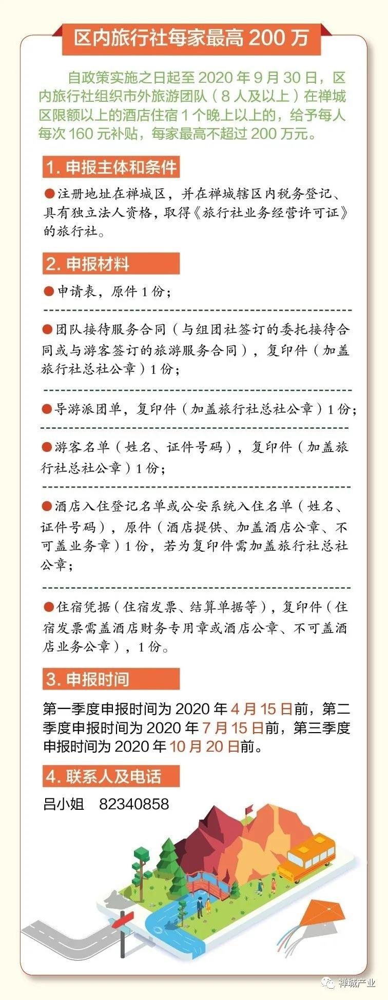 区内旅行社每家最高 200 万
自政策实施之日起至 2020 年 9 月 30 日，区
内旅行社组织市外旅游团队（8 人及以上）在禅城
区限额以上的酒店住宿 1 个晚上以上的，给予每人
每次 160 元补贴，每家最高不超过 200 万元。
1. 申报主体和条件
●注册地址在禅城区，并在禅城辖区内税务登记、
具有独立法人资格，取得《旅行社业务经营许可证》
的旅行社。
2. 申报材料
●申请表，原件 1 份；
●团队接待服务合同（与组团社签订的委托接待合
同或与游客签订的旅游服务合同），复印件（加盖
旅行社总社公章）1 份；
●导游派团单，复印件（加盖旅行社总社公章）1 份；
●游客名单（姓名、证件号码），复印件（加盖旅
行社总社公章）1 份；
●酒店入住登记名单或公安系统入住名单（姓名、
证件号码），原件（酒店提供、加盖酒店公章、不
可盖业务章）1 份，若为复印件需加盖旅行社总社
公章；
●住宿凭据（住宿发票、结算单据等），复印件（住
宿发票需盖酒店财务专用章或酒店公章、不可盖酒
店业务公章），1 份。
3. 申报时间
第一季度申报时间为 2020 年 4 月 15 日前，第二
季度申报时间为 2020 年 7 月 15 日前，第三季度
申报时间为 2020 年 10 月 20 日前。
4. 联系人及电话
吕小姐 82340858
禅城产业